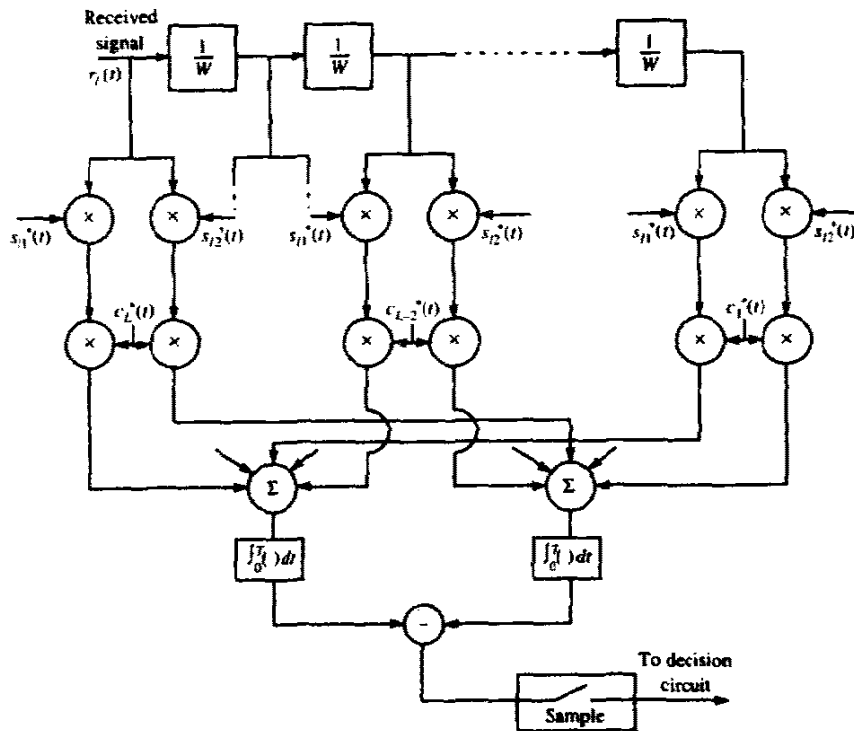 Received
signal
r_l(t)
1/W
1/W
1/W
× × × × × ×
s_l1*(t) s_l2*(t) s_l1*(t) s_l2*(t) s_l1*(t) s_l2*(t)
c_L*(t) c_{L-2}*(t) c_1*(t)
× × × × × ×
Σ Σ
∫_0^T( )dt ∫_0^T( )dt
−
To decision
circuit
Sample